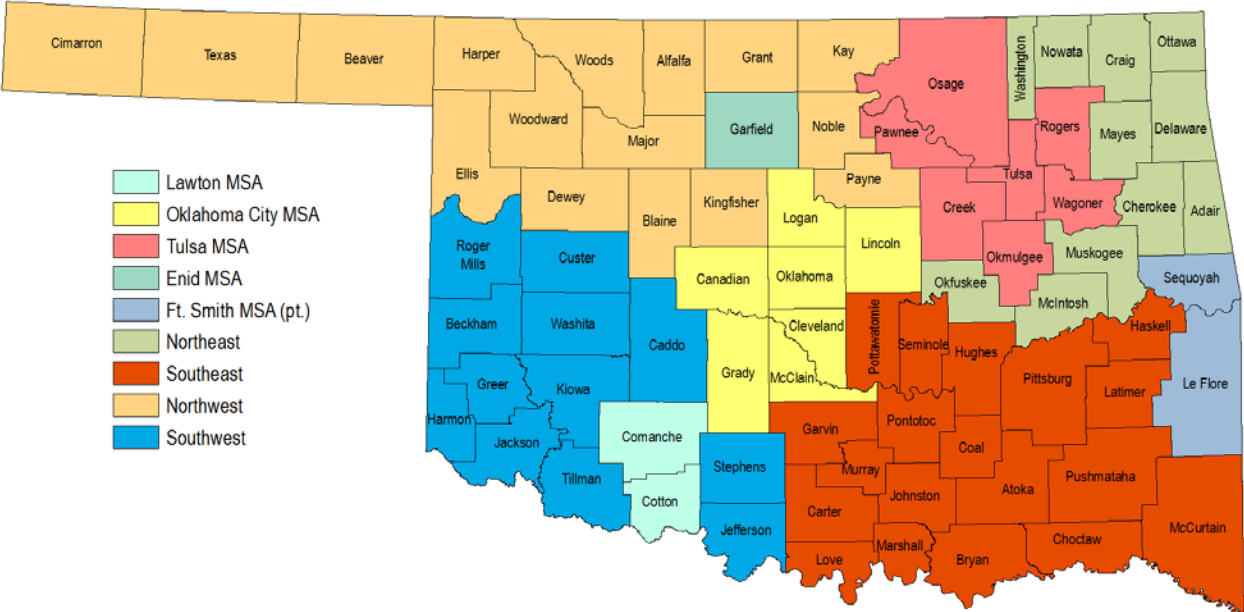 Cimarron
Texas
Beaver
Harper
Woods
Alfalfa
Grant
Kay
Osage
Washington
Nowata
Craig
Ottawa
Woodward
Major
Garfield
Noble
Pawnee
Rogers
Mayes
Delaware
Ellis
Dewey
Blaine
Kingfisher
Logan
Payne
Creek
Tulsa
Wagoner
Cherokee
Adair
Roger
Mills
Custer
Canadian
Oklahoma
Lincoln
Okmulgee
Muskogee
Okfuskee
McIntosh
Sequoyah
Beckham
Washita
Caddo
Grady
Cleveland
McClain
Pottawatomie
Seminole
Hughes
Pittsburg
Haskell
Latimer
Le Flore
Harmon
Greer
Kiowa
Jackson
Tillman
Comanche
Cotton
Stephens
Jefferson
Garvin
Murray
Pontotoc
Coal
Carter
Johnston
Atoka
Pushmataha
McCurtain
Love
Marshall
Bryan
Choctaw
Lawton MSA
Oklahoma City MSA
Tulsa MSA
Enid MSA
Ft. Smith MSA (pt.)
Northeast
Southeast
Northwest
Southwest